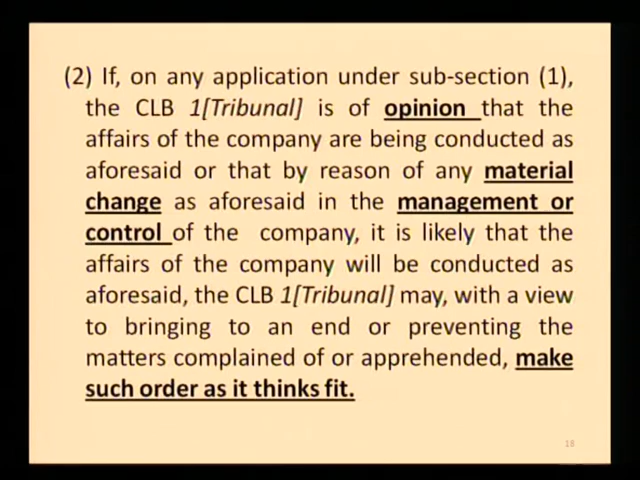 (2) If, on any application under sub-section (1),
the CLB 1[Tribunal] is of opinion that the
affairs of the company are being conducted as
aforesaid or that by reason of any material
change as aforesaid in the management or
control of the company, it is likely that the
affairs of the company will be conducted as
aforesaid, the CLB 1[Tribunal] may, with a view
to bringing to an end or preventing the
matters complained of or apprehended, make
such order as it thinks fit.
18